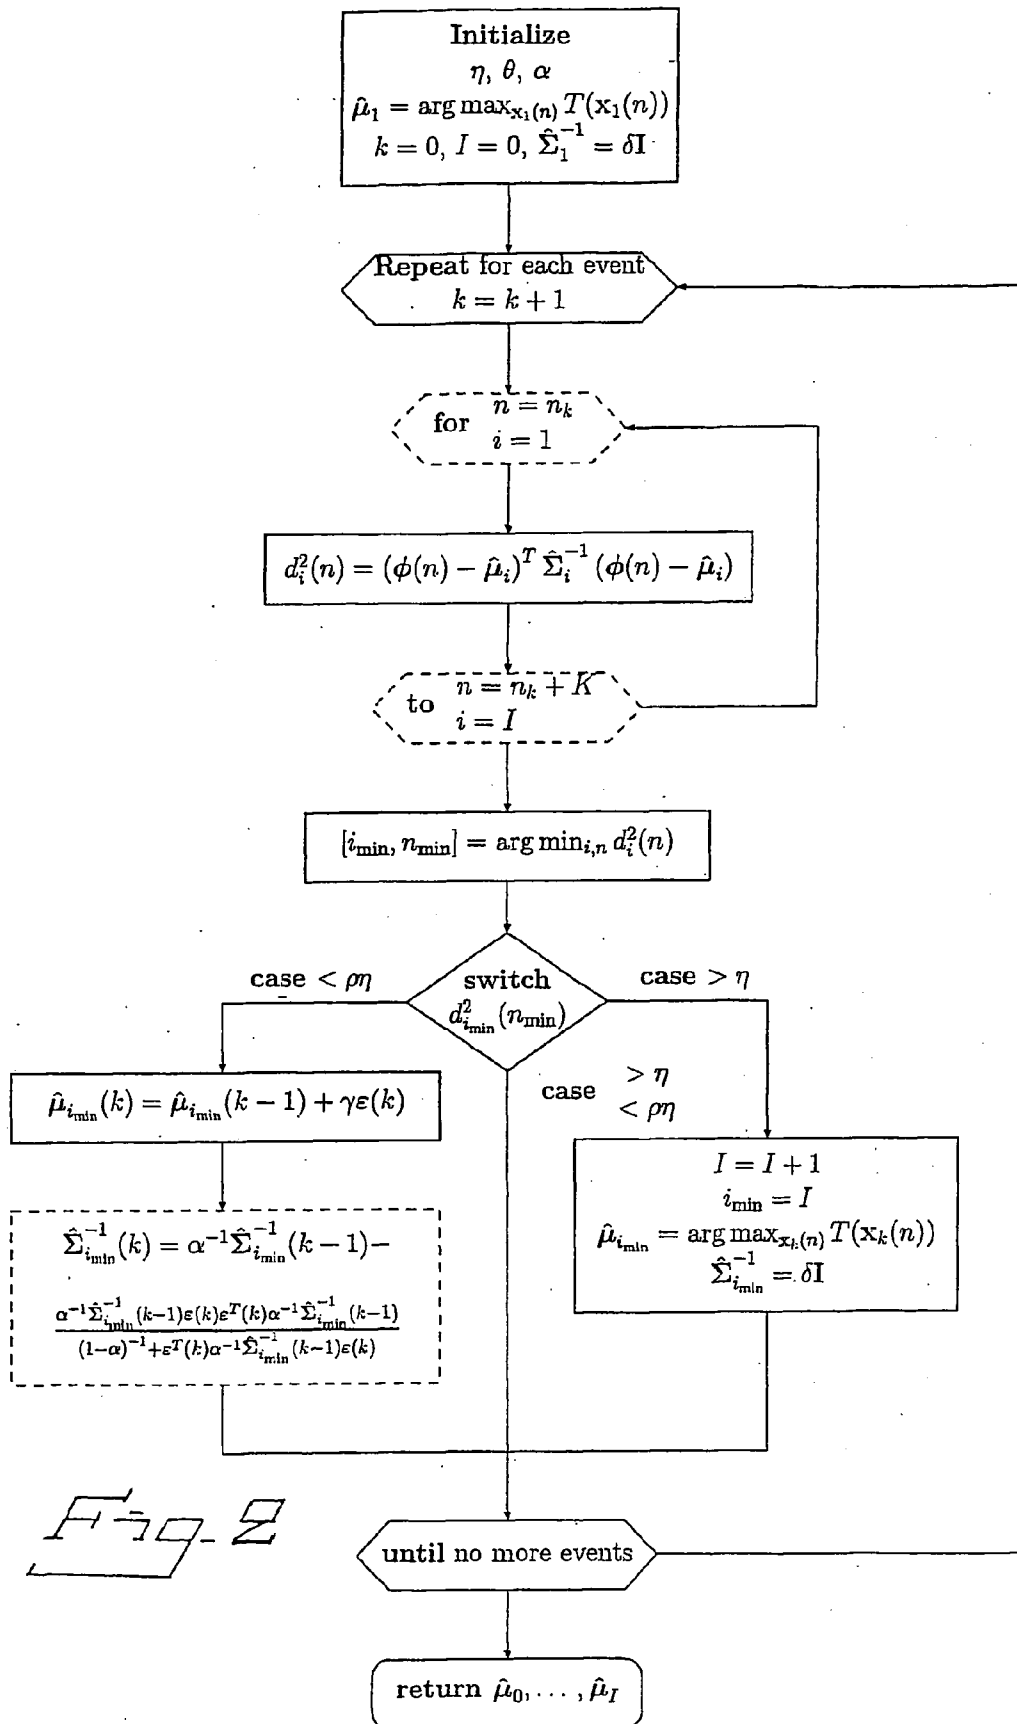 Initialize
η, θ, α
μ̂₁ = arg max_{x₁(n)} T(x₁(n))
k = 0, I = 0, Σ̂₁⁻¹ = δI
Repeat for each event
k = k + 1
for n = n_k
i = 1
d_i²(n) = (ϕ(n) − μ̂_i)^T Σ̂_i⁻¹ (ϕ(n) − μ̂_i)
to n = n_k + K
i = I
[i_min, n_min] = arg min_{i,n} d_i²(n)
case < ρη
switch
d²_{i_min}(n_min)
case > η
case > η
< ρη
μ̂_{i_min}(k) = μ̂_{i_min}(k − 1) + γε(k)
I = I + 1
i_min = I
μ̂_{i_min} = arg max_{x_k(n)} T(x_k(n))
Σ̂⁻¹_{i_min} = δI
Σ̂⁻¹_{i_min}(k) = α⁻¹Σ̂⁻¹_{i_min}(k − 1)−
α⁻¹Σ̂⁻¹_{i_min}(k−1)ε(k)ε^T(k)α⁻¹Σ̂⁻¹_{i_min}(k−1)
(1−α)⁻¹+ε^T(k)α⁻¹Σ̂⁻¹_{i_min}(k−1)ε(k)
Fig-8
until no more events
return μ̂₀, . . . , μ̂_I